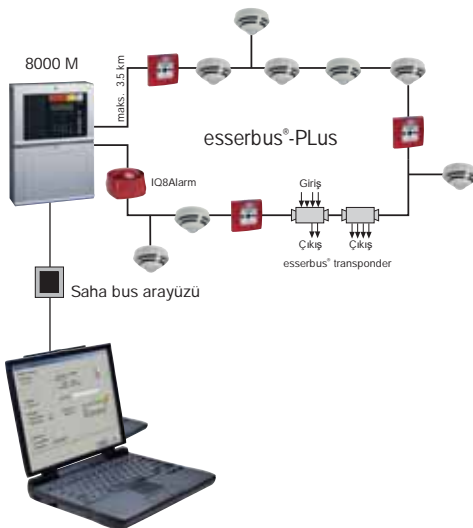 8000 M
maks. 3.5 km
esserbus®-PLus
IQ8Alarm
Giriş
Çıkış
Çıkış
esserbus® transponder
Saha bus arayüzü